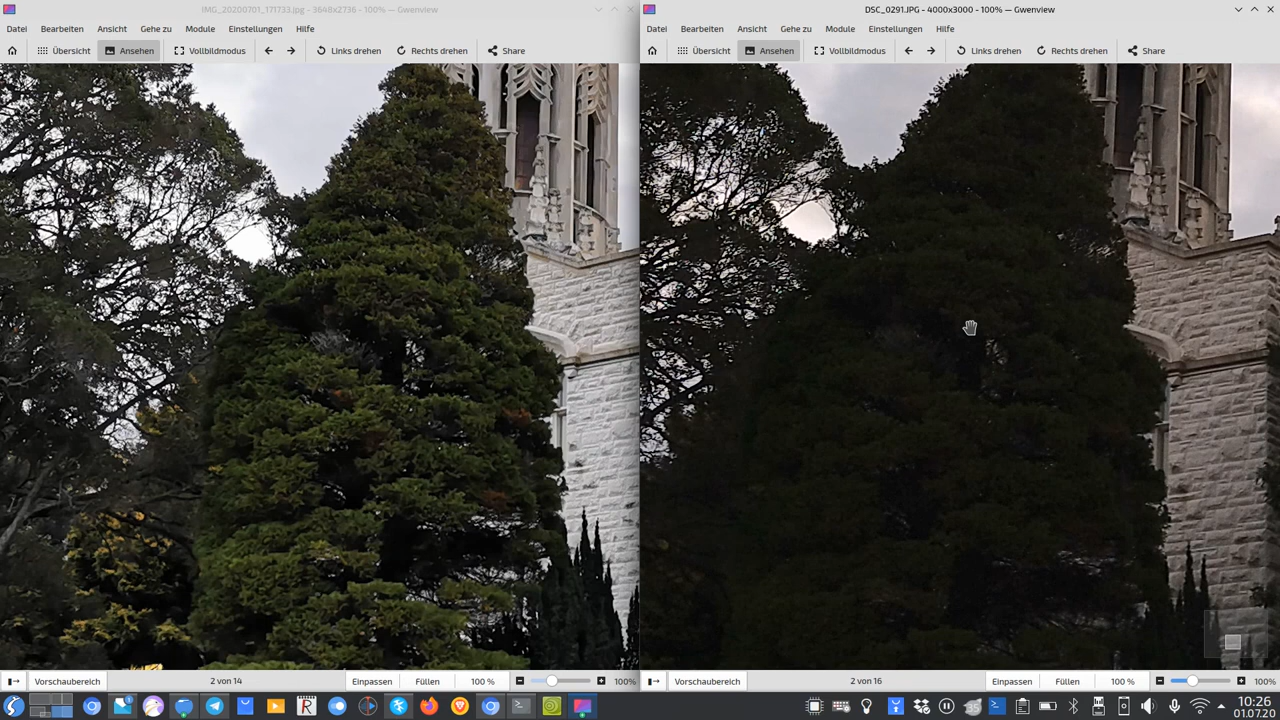 IMG_20200701_171733.jpg - 3648x2736 - 100% — Gwenview
Datei Bearbeiten Ansicht Gehe zu Module Einstellungen Hilfe
Übersicht Ansehen Vollbildmodus Links drehen Rechts drehen Share
Vorschaubereich 2 von 14 Einpassen Füllen 100 % 100%
DSC_0291.JPG - 4000x3000 - 100% — Gwenview
Datei Bearbeiten Ansicht Gehe zu Module Einstellungen Hilfe
Übersicht Ansehen Vollbildmodus Links drehen Rechts drehen Share
Vorschaubereich 2 von 16 Einpassen Füllen 100 % 100%
35
10:26
01.07.20